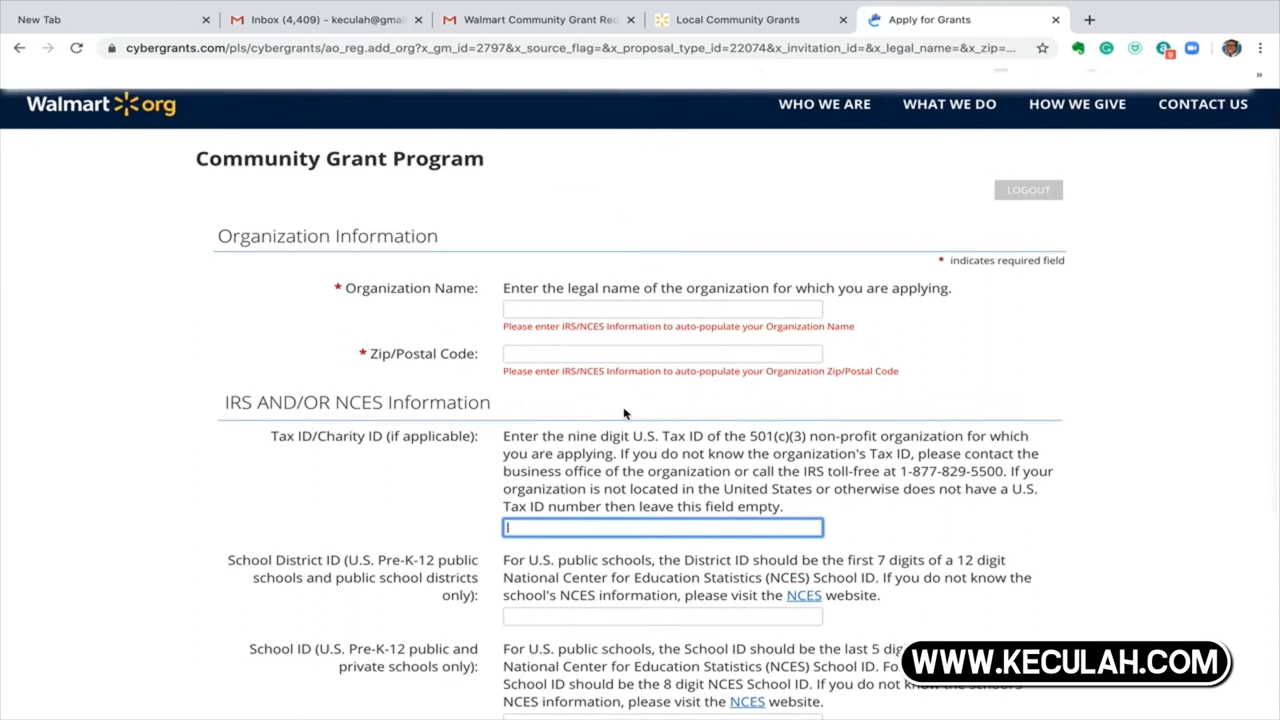 New Tab
Inbox (4,409) - keculah@gmai
Walmart Community Grant Req
Local Community Grants
Apply for Grants
cybergrants.com/pls/cybergrants/ao_reg.add_org?x_gm_id=2797&x_source_flag=&x_proposal_type_id=22074&x_invitation_id=&x_legal_name=&x_zip=...
9
»
Walmart org
WHO WE ARE
WHAT WE DO
HOW WE GIVE
CONTACT US
Community Grant Program
LOGOUT
Organization Information
* indicates required field
* Organization Name:
Enter the legal name of the organization for which you are applying.
Please enter IRS/NCES Information to auto-populate your Organization Name
* Zip/Postal Code:
Please enter IRS/NCES Information to auto-populate your Organization Zip/Postal Code
IRS AND/OR NCES Information
Tax ID/Charity ID (if applicable):
Enter the nine digit U.S. Tax ID of the 501(c)(3) non-profit organization for which
you are applying. If you do not know the organization's Tax ID, please contact the
business office of the organization or call the IRS toll-free at 1-877-829-5500. If your
organization is not located in the United States or otherwise does not have a U.S.
Tax ID number then leave this field empty.
School District ID (U.S. Pre-K-12 public
schools and public school districts
only):
For U.S. public schools, the District ID should be the first 7 digits of a 12 digit
National Center for Education Statistics (NCES) School ID. If you do not know the
school's NCES information, please visit the NCES website.
School ID (U.S. Pre-K-12 public and
private schools only):
For U.S. public schools, the School ID should be the last 5 dig
National Center for Education Statistics (NCES) School ID. Fo
School ID should be the 8 digit NCES School ID. If you do not know the school's
NCES information, please visit the NCES website.
WWW.KECULAH.COM